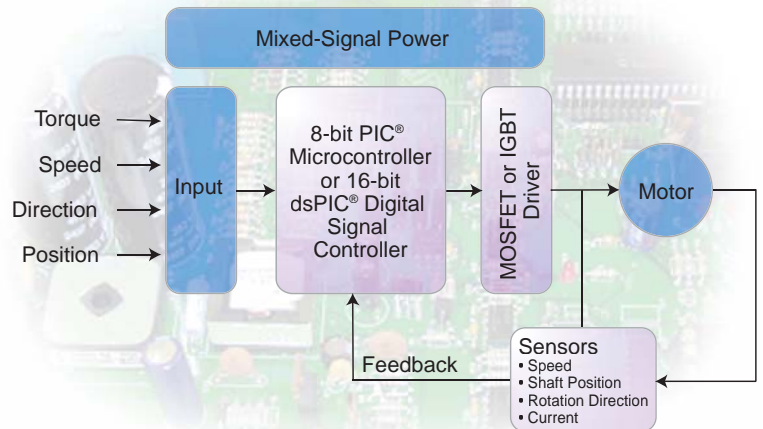 Mixed-Signal Power
Torque
Speed
Direction
Position
Input
8-bit PIC®
Microcontroller
or 16-bit
dsPIC® Digital
Signal
Controller
MOSFET or IGBT
Driver
Motor
Feedback
Sensors
• Speed
• Shaft Position
• Rotation Direction
• Current